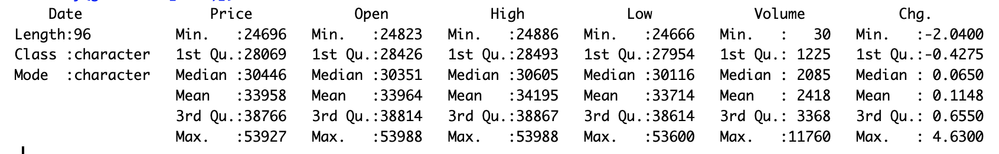 Date               Price            Open            High            Low            Volume           Chg.
Length:96          Min.   :24696   Min.   :24823   Min.   :24886   Min.   :24666   Min.   :   30   Min.   :-2.0400
Class :character   1st Qu.:28069   1st Qu.:28426   1st Qu.:28493   1st Qu.:27954   1st Qu.: 1225   1st Qu.:-0.4275
Mode  :character   Median :30446   Median :30351   Median :30605   Median :30116   Median : 2085   Median : 0.0650
                   Mean   :33958   Mean   :33964   Mean   :34195   Mean   :33714   Mean   : 2418   Mean   : 0.1148
                   3rd Qu.:38766   3rd Qu.:38814   3rd Qu.:38867   3rd Qu.:38614   3rd Qu.: 3368   3rd Qu.: 0.6550
                   Max.   :53927   Max.   :53988   Max.   :53988   Max.   :53600   Max.   :11760   Max.   : 4.6300